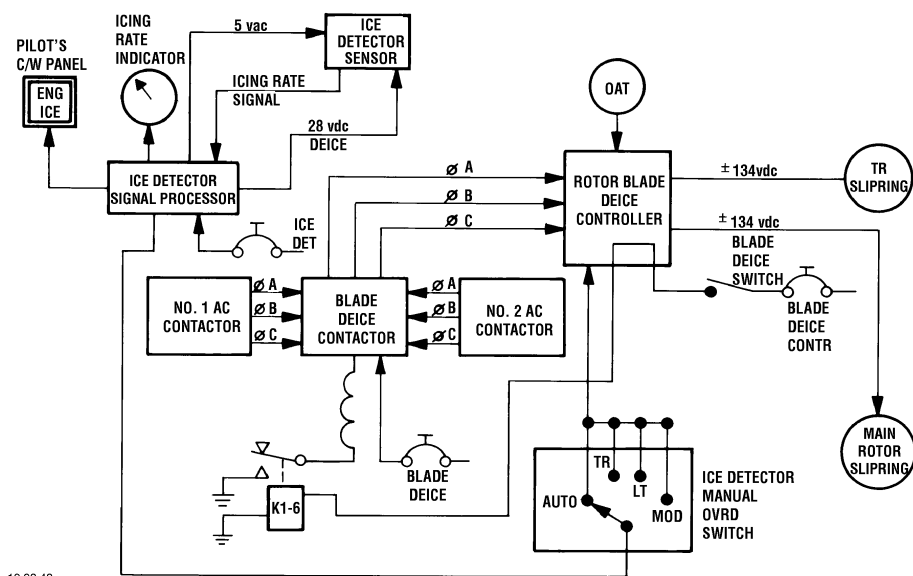 PILOT'S
C/W PANEL
ENG
ICE
ICING
RATE
INDICATOR
5 vac
ICE
DETECTOR
SENSOR
ICING RATE
SIGNAL
28 vdc
DEICE
ICE DETECTOR
SIGNAL PROCESSOR
ICE
DET
OAT
Ø A
Ø B
Ø C
ROTOR BLADE
DEICE
CONTROLLER
± 134vdc
TR
SLIPRING
± 134 vdc
BLADE
DEICE
SWITCH
BLADE
DEICE
CONTR
NO. 1 AC
CONTACTOR
Ø A
Ø B
Ø C
BLADE
DEICE
CONTACTOR
Ø A
Ø B
Ø C
NO. 2 AC
CONTACTOR
MAIN
ROTOR
SLIPRING
BLADE
DEICE
K1-6
TR
LT
AUTO
MOD
ICE DETECTOR
MANUAL
OVRD
SWITCH